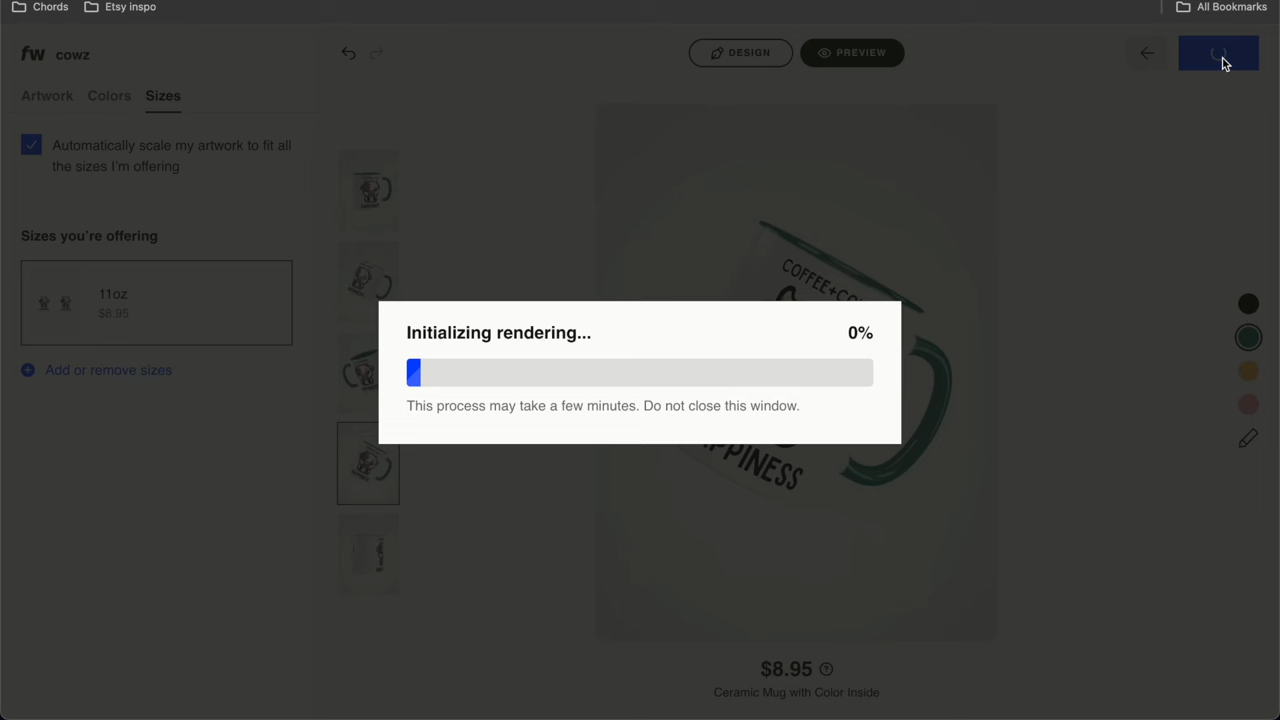 Chords
Etsy inspo
All Bookmarks
fw cowz
DESIGN
PREVIEW
Artwork
Colors
Sizes
Automatically scale my artwork to fit all
the sizes I'm offering
Sizes you're offering
11oz
$8.95
Add or remove sizes
COFFEE+CO
Initializing rendering...
0%
This process may take a few minutes. Do not close this window.
PPINESS
$8.95
Ceramic Mug with Color Inside